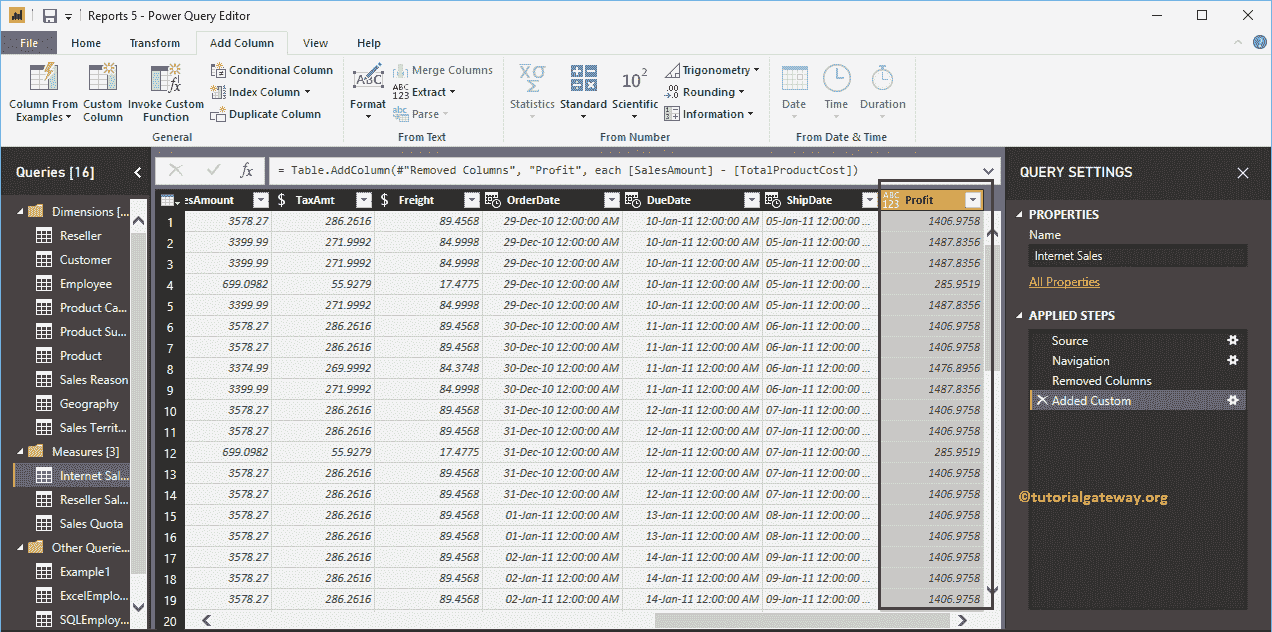 Reports 5 - Power Query Editor
File Home Transform Add Column View Help
Column From Examples
Custom Column
Invoke Custom Function
Conditional Column
Index Column
Duplicate Column
General
Format
ABC
Merge Columns
ABC 123 Extract
abc Parse
From Text
XO Σ
Statistics
Standard
10²
Scientific
Trigonometry
.00 Rounding
Information
From Number
Date
Time
Duration
From Date & Time
Queries [16]
fx
= Table.AddColumn(#"Removed Columns", "Profit", each [SalesAmount] - [TotalProductCost])
Dimensions [...
Reseller
Customer
Employee
Product Ca...
Product Su...
Product
Sales Reason
Geography
Sales Territ...
Measures [3]
Internet Sal...
Reseller Sal...
Sales Quota
Other Querie...
Example1
ExcelEmplo...
SQLEmploy...
esAmount $ TaxAmt $ Freight OrderDate DueDate ShipDate ABC 123 Profit
1 3578.27 286.2616 89.4568 29-Dec-10 12:00:00 AM 10-Jan-11 12:00:00 AM 05-Jan-11 12:00:00 ... 1406.9758
2 3399.99 271.9992 84.9998 29-Dec-10 12:00:00 AM 10-Jan-11 12:00:00 AM 05-Jan-11 12:00:00 ... 1487.8356
3 3399.99 271.9992 84.9998 29-Dec-10 12:00:00 AM 10-Jan-11 12:00:00 AM 05-Jan-11 12:00:00 ... 1487.8356
4 699.0982 55.9279 17.4775 29-Dec-10 12:00:00 AM 10-Jan-11 12:00:00 AM 05-Jan-11 12:00:00 ... 285.9519
5 3399.99 271.9992 84.9998 29-Dec-10 12:00:00 AM 10-Jan-11 12:00:00 AM 05-Jan-11 12:00:00 ... 1487.8356
6 3578.27 286.2616 89.4568 30-Dec-10 12:00:00 AM 11-Jan-11 12:00:00 AM 06-Jan-11 12:00:00 ... 1406.9758
7 3578.27 286.2616 89.4568 30-Dec-10 12:00:00 AM 11-Jan-11 12:00:00 AM 06-Jan-11 12:00:00 ... 1406.9758
8 3374.99 269.9992 84.3748 30-Dec-10 12:00:00 AM 11-Jan-11 12:00:00 AM 06-Jan-11 12:00:00 ... 1476.8956
9 3399.99 271.9992 84.9998 30-Dec-10 12:00:00 AM 11-Jan-11 12:00:00 AM 06-Jan-11 12:00:00 ... 1487.8356
10 3578.27 286.2616 89.4568 31-Dec-10 12:00:00 AM 12-Jan-11 12:00:00 AM 07-Jan-11 12:00:00 ... 1406.9758
11 3578.27 286.2616 89.4568 31-Dec-10 12:00:00 AM 12-Jan-11 12:00:00 AM 07-Jan-11 12:00:00 ... 1406.9758
12 699.0982 55.9279 17.4775 31-Dec-10 12:00:00 AM 12-Jan-11 12:00:00 AM 07-Jan-11 12:00:00 ... 285.9519
13 3578.27 286.2616 89.4568 31-Dec-10 12:00:00 AM 12-Jan-11 12:00:00 AM 07-Jan-11 12:00:00 ... 1406.9758
14 3578.27 286.2616 89.4568 31-Dec-10 12:00:00 AM 12-Jan-11 12:00:00 AM 07-Jan-11 12:00:00 ... 1406.9758
15 3578.27 286.2616 89.4568 01-Jan-11 12:00:00 AM 13-Jan-11 12:00:00 AM 08-Jan-11 12:00:00 ... 1406.9758
16 3578.27 286.2616 89.4568 01-Jan-11 12:00:00 AM 13-Jan-11 12:00:00 AM 08-Jan-11 12:00:00 ... 1406.9758
17 3578.27 286.2616 89.4568 02-Jan-11 12:00:00 AM 14-Jan-11 12:00:00 AM 09-Jan-11 12:00:00 ... 1406.9758
18 3578.27 286.2616 89.4568 02-Jan-11 12:00:00 AM 14-Jan-11 12:00:00 AM 09-Jan-11 12:00:00 ... 1406.9758
19 3578.27 286.2616 89.4568 02-Jan-11 12:00:00 AM 14-Jan-11 12:00:00 AM 09-Jan-11 12:00:00 ... 1406.9758
20
QUERY SETTINGS
PROPERTIES
Name
Internet Sales
All Properties
APPLIED STEPS
Source
Navigation
Removed Columns
Added Custom
©tutorialgateway.org